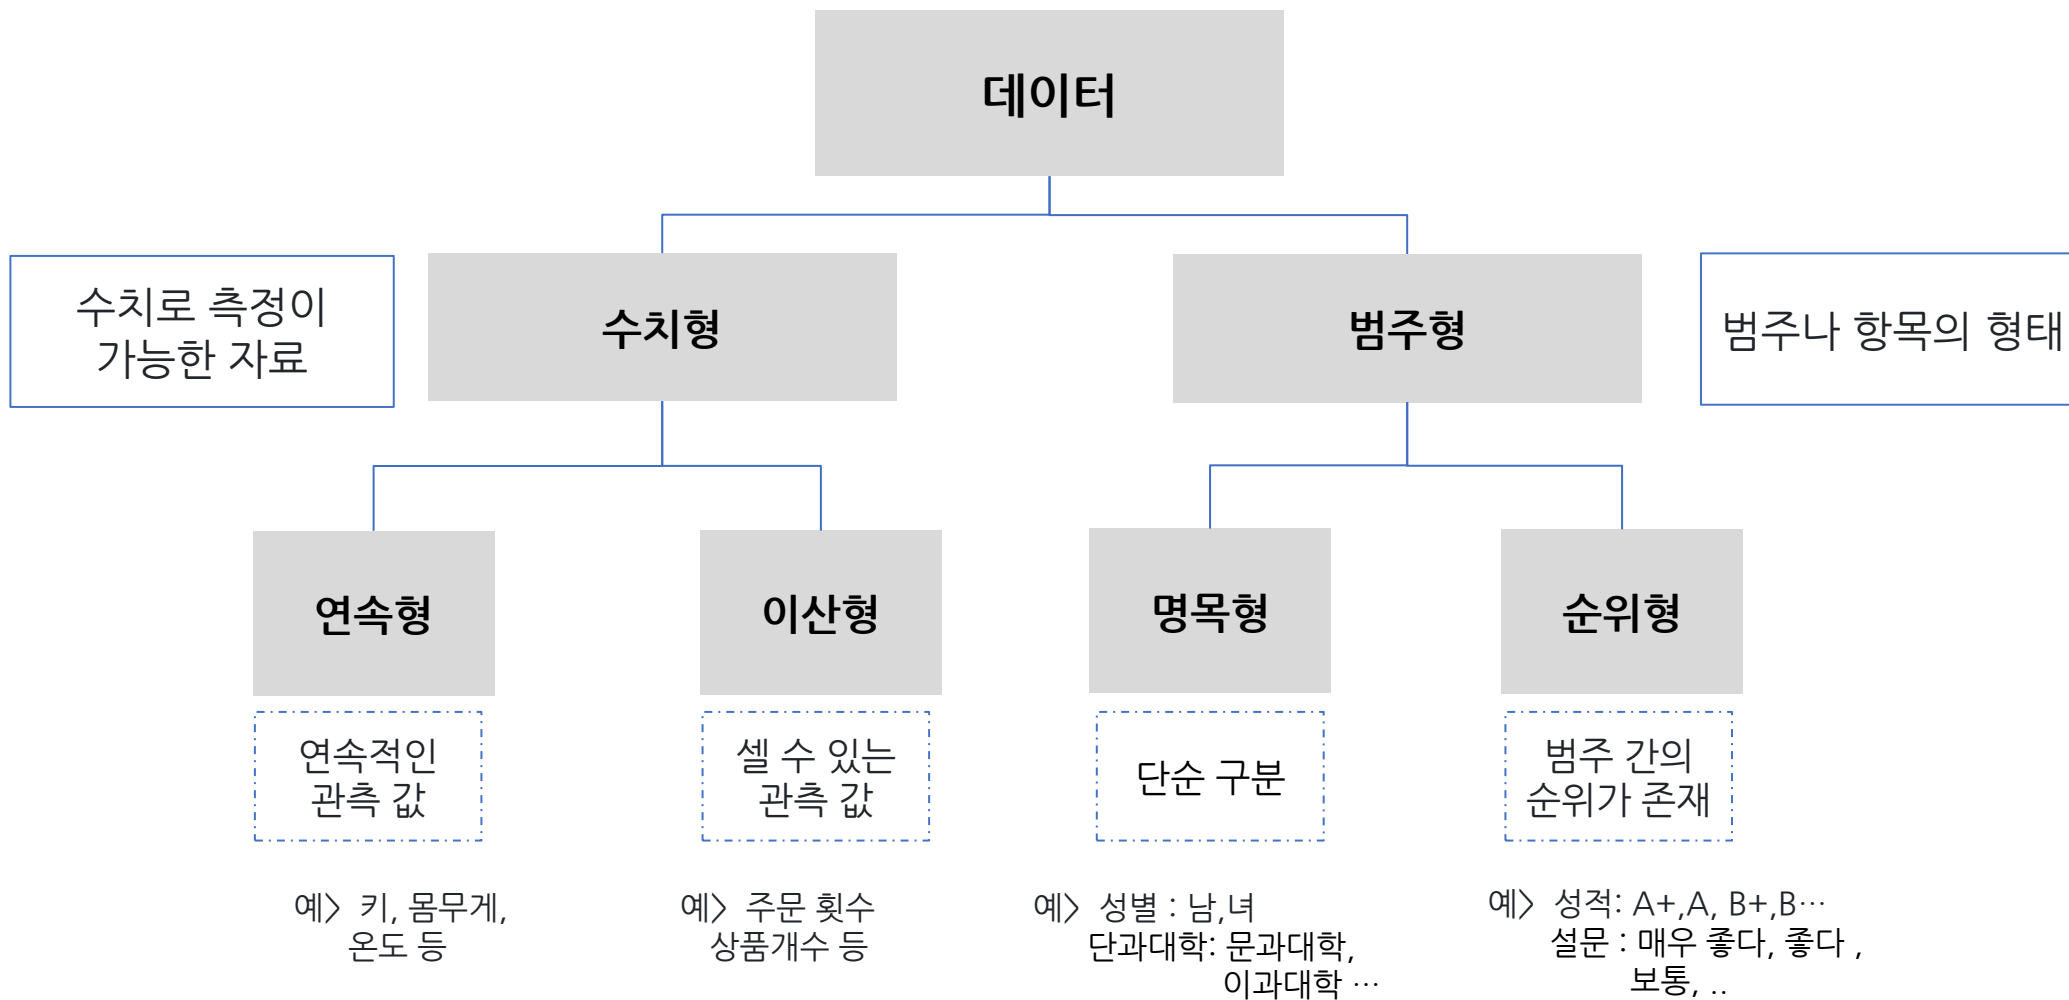 데이터
수치로 측정이
가능한 자료
수치형
범주형
범주나 항목의 형태
연속형
이산형
명목형
순위형
연속적인
관측 값
셀 수 있는
관측 값
단순 구분
범주 간의
순위가 존재
예> 키, 몸무게,
온도 등
예> 주문 횟수
상품개수 등
예> 성별 : 남,녀
단과대학: 문과대학,
이과대학 …
예> 성적: A+,A, B+,B…
설문 : 매우 좋다, 좋다 ,
보통, ..